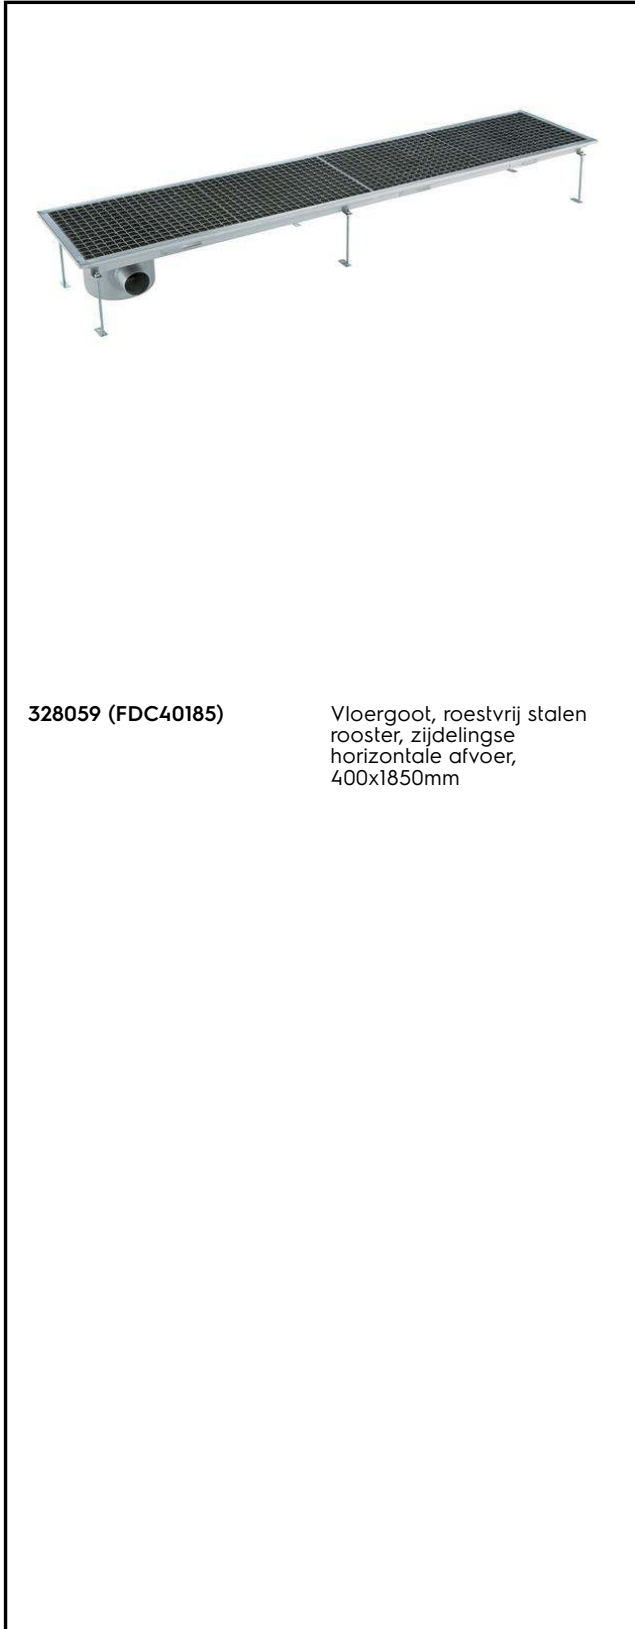 328059 (FDC40185)
Vloergoot, roestvrij stalen
rooster, zijdelingse
horizontale afvoer,
400x1850mm